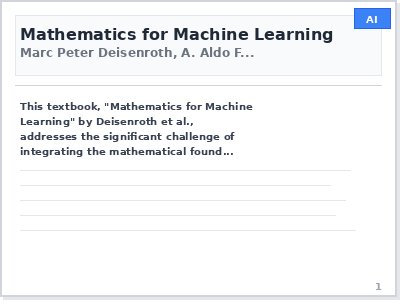 AI
Mathematics for Machine Learning
Marc Peter Deisenroth, A. Aldo F...
This textbook, "Mathematics for Machine
Learning" by Deisenroth et al.,
addresses the significant challenge of
integrating the mathematical found...
1